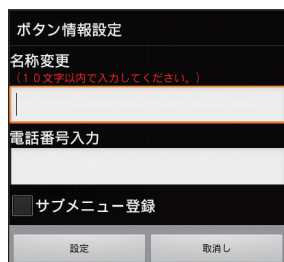 ボタン情報設定
名称変更
(10文字以内で入力してください。)
電話番号入力
サブメニュー登録
設定
取消し